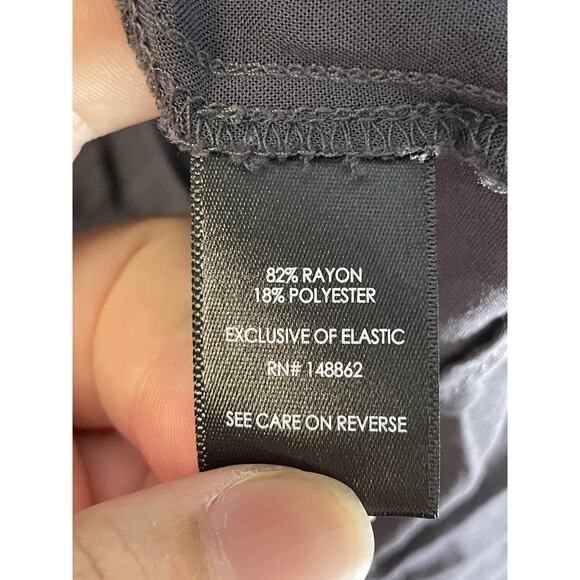 82% RAYON
18% POLYESTER
EXCLUSIVE OF ELASTIC
RN# 148862
SEE CARE ON REVERSE